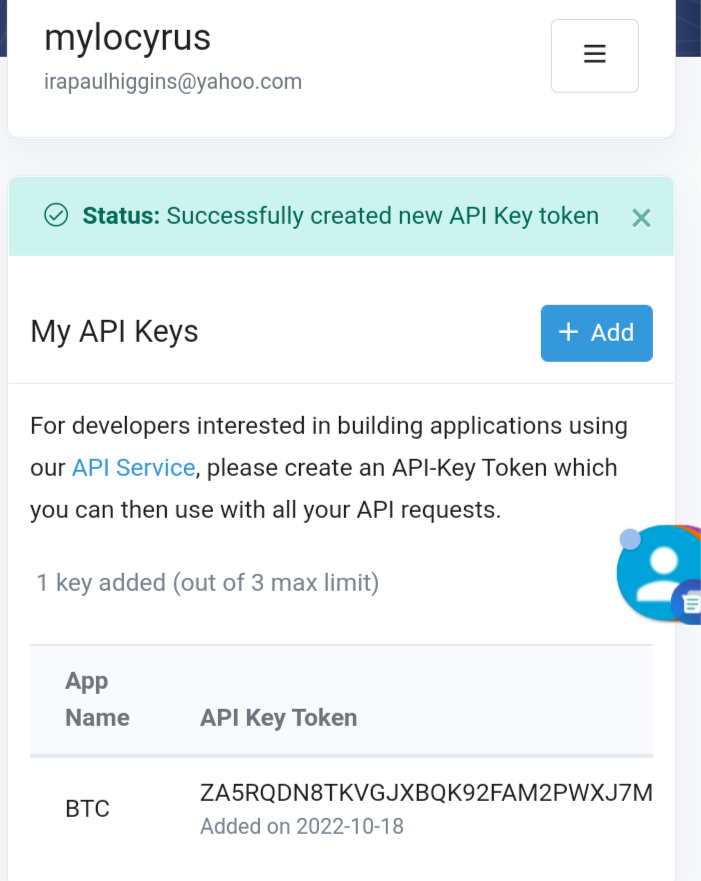 mylocyrus
irapaulhiggins@yahoo.com
Status: Successfully created new API Key token ×
My API Keys
+ Add
For developers interested in building applications using
our API Service, please create an API-Key Token which
you can then use with all your API requests.
1 key added (out of 3 max limit)
App
Name
API Key Token
BTC
ZA5RQDN8TKVGJXBQK92FAM2PWXJ7M
Added on 2022-10-18